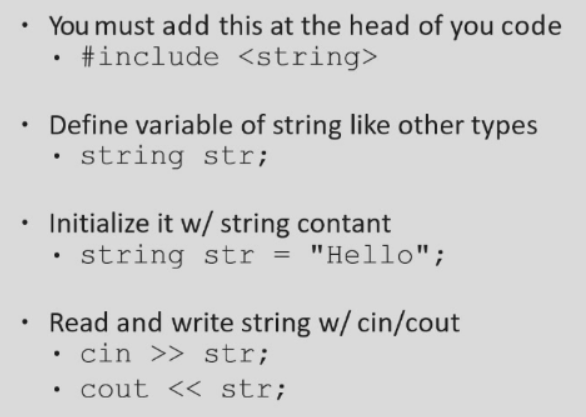 • You must add this at the head of you code
• #include <string>
• Define variable of string like other types
• string str;
• Initialize it w/ string contant
• string str = "Hello";
• Read and write string w/ cin/cout
• cin >> str;
• cout << str;